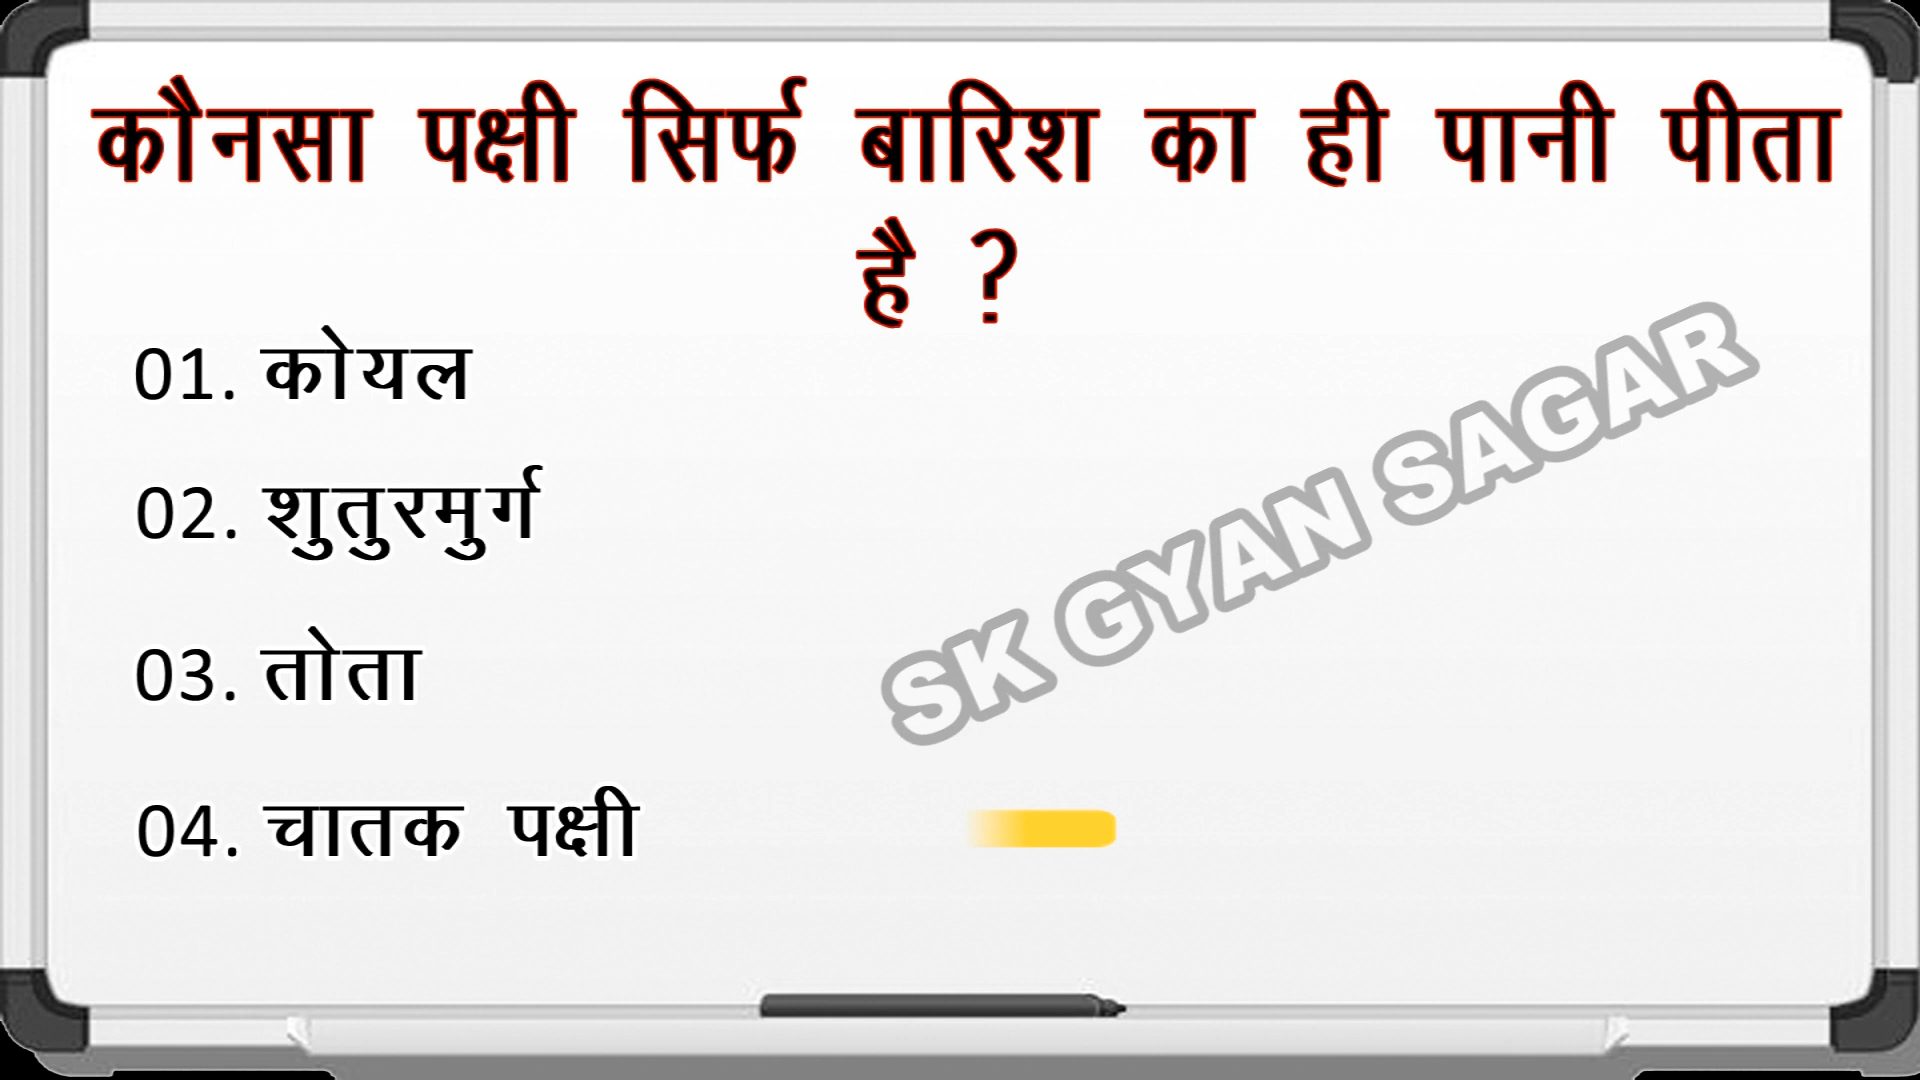 कौनसा पक्षी सिर्फ बारिश का ही पानी पीता
है ?
01. कोयल
02. शुतुरमुर्ग
03. तोता
04. चातक पक्षी
SK GYAN SAGAR